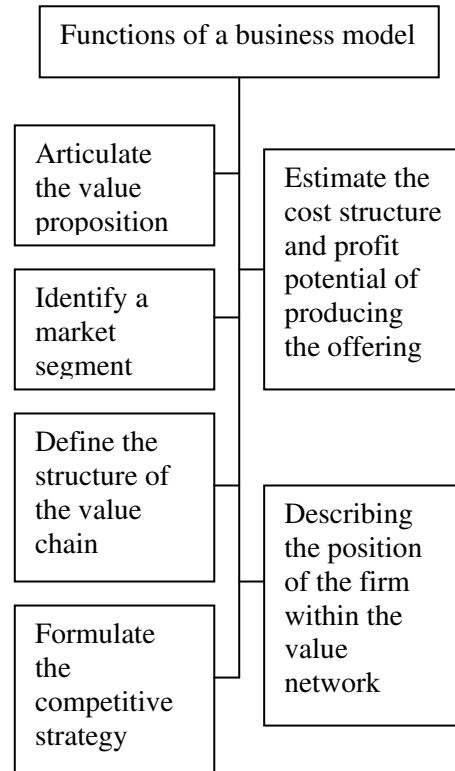 Functions of a business model
Articulate
the value
proposition
Estimate the
cost structure
and profit
potential of
producing
the offering
Identify a
market
segment
Define the
structure of
the value
chain
Describing
the position
of the firm
within the
value
network
Formulate
the
competitive
strategy